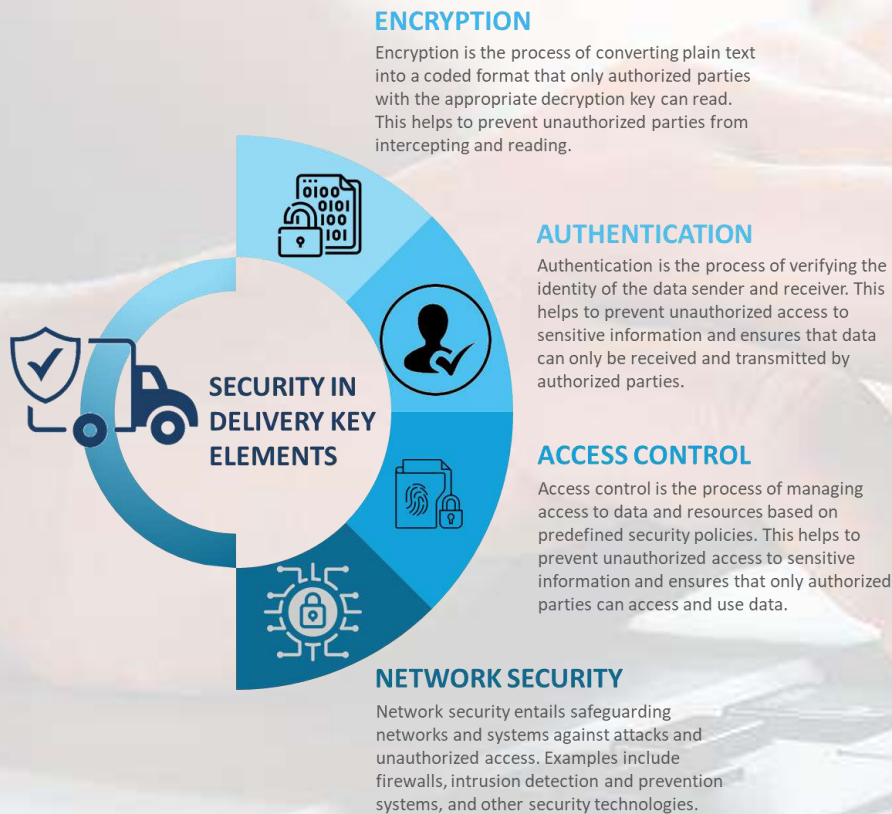 ENCRYPTION
Encryption is the process of converting plain text
into a coded format that only authorized parties
with the appropriate decryption key can read.
This helps to prevent unauthorized parties from
intercepting and reading.
0100
0101
100
101
AUTHENTICATION
Authentication is the process of verifying the
identity of the data sender and receiver. This
helps to prevent unauthorized access to
sensitive information and ensures that data
can only be received and transmitted by
authorized parties.
SECURITY IN
DELIVERY KEY
ELEMENTS
ACCESS CONTROL
Access control is the process of managing
access to data and resources based on
predefined security policies. This helps to
prevent unauthorized access to sensitive
information and ensures that only authorized
parties can access and use data.
NETWORK SECURITY
Network security entails safeguarding
networks and systems against attacks and
unauthorized access. Examples include
firewalls, intrusion detection and prevention
systems, and other security technologies.